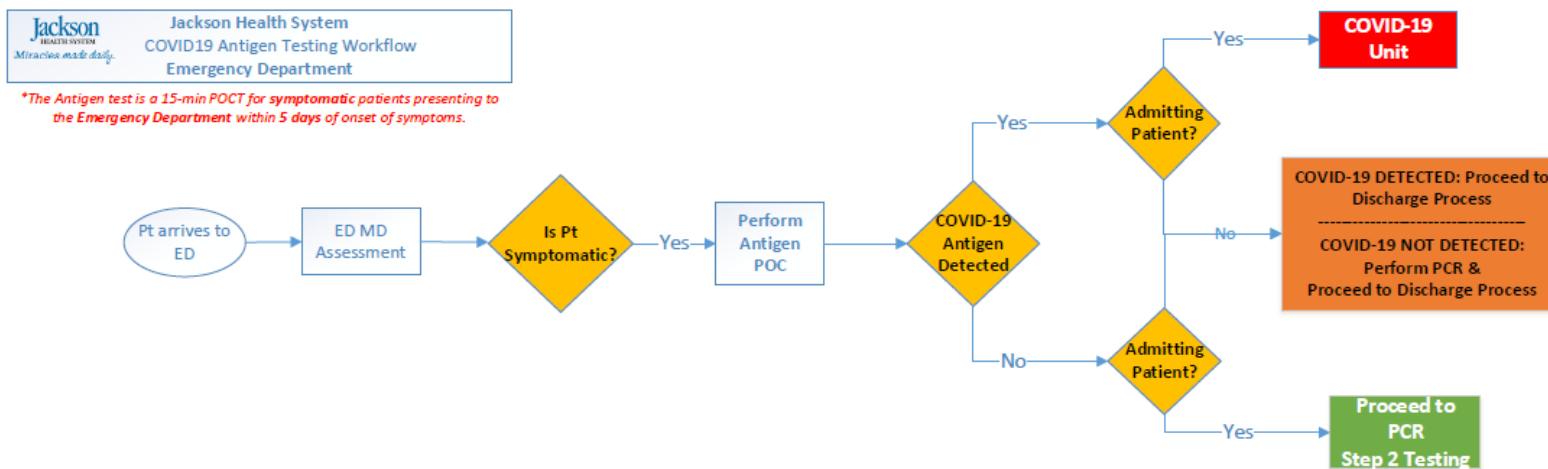 Jackson
HEALTH SYSTEM
Miracles made daily.
Jackson Health System
COVID19 Antigen Testing Workflow
Emergency Department
*The Antigen test is a 15-min POCT for symptomatic patients presenting to
the Emergency Department within 5 days of onset of symptoms.
Pt arrives to
ED
ED MD
Assessment
Is Pt
Symptomatic?
Yes
Perform
Antigen
POC
COVID-19
Antigen
Detected
Yes
Admitting
Patient?
Yes
COVID-19
Unit
No
COVID-19 DETECTED: Proceed to
Discharge Process
COVID-19 NOT DETECTED:
Perform PCR &
Proceed to Discharge Process
No
Admitting
Patient?
Yes
Proceed to
PCR
Step 2 Testing